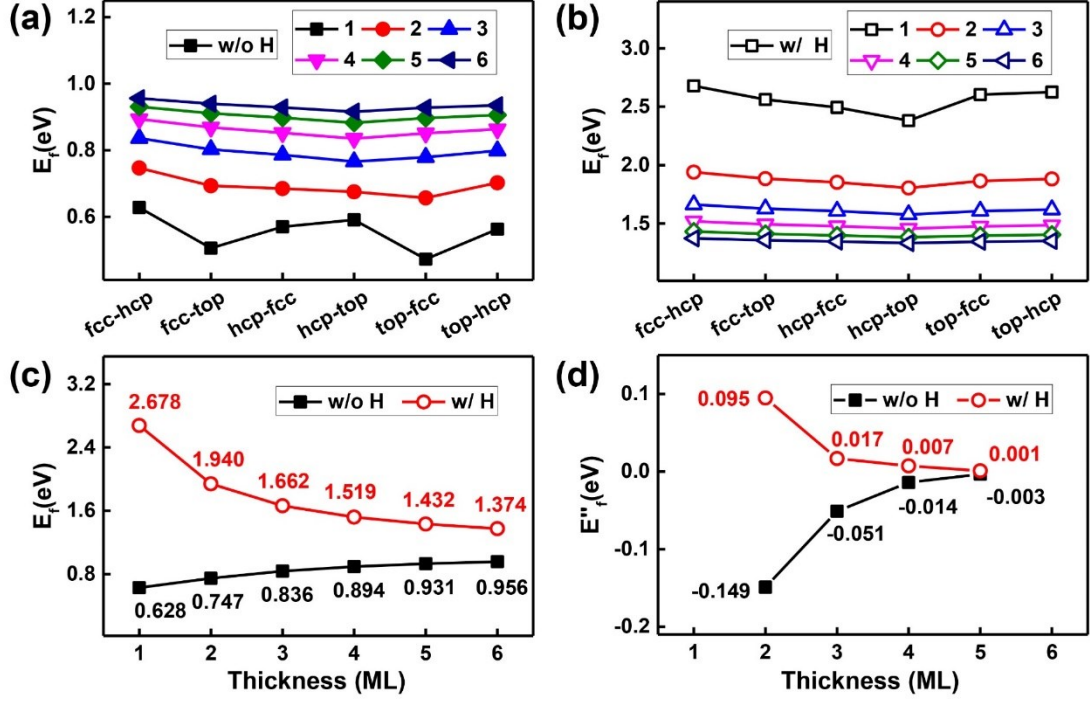 (a)
1.2
1.0
0.8
0.6
E_f(eV)
w/o H
1 2 3
4 5 6
fcc-hcp
fcc-top
hcp-fcc
hcp-top
top-fcc
top-hcp
(b)
3.0
2.5
2.0
1.5
E_f(eV)
w/ H
1 2 3
4 5 6
fcc-hcp
fcc-top
hcp-fcc
hcp-top
top-fcc
top-hcp
(c)
3.2
2.4
1.6
0.8
E_f(eV)
w/o H w/ H
2.678
1.940
1.662
1.519
1.432
1.374
0.628
0.747
0.836
0.894
0.931
0.956
1 2 3 4 5 6
Thickness (ML)
(d)
0.1
0.0
-0.1
-0.2
E"_f(eV)
w/o H w/ H
0.095
0.017
0.007
0.001
-0.149
-0.051
-0.014
-0.003
1 2 3 4 5 6
Thickness (ML)